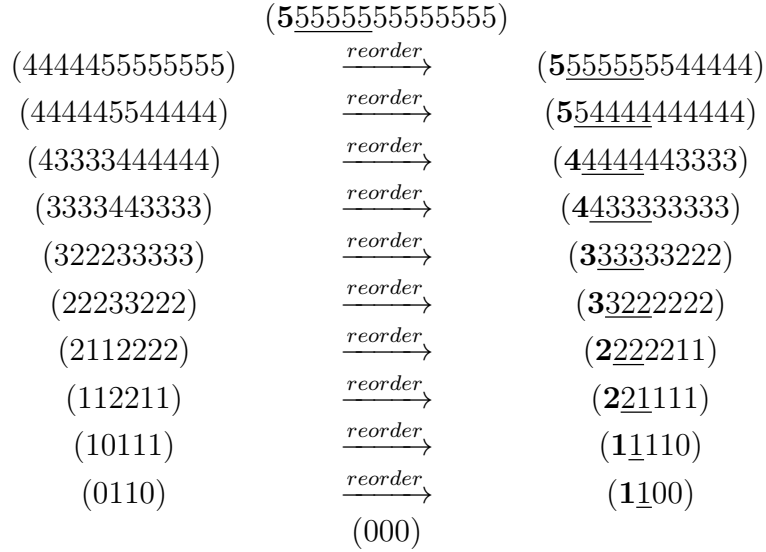 (55555555555555)
(4444455555555) reorder (5555555544444)
(444445544444) reorder (554444444444)
(43333444444) reorder (44444443333)
(3333443333) reorder (4433333333)
(322233333) reorder (333333222)
(22233222) reorder (33222222)
(2112222) reorder (2222211)
(112211) reorder (221111)
(10111) reorder (11110)
(0110) reorder (1100)
(000)